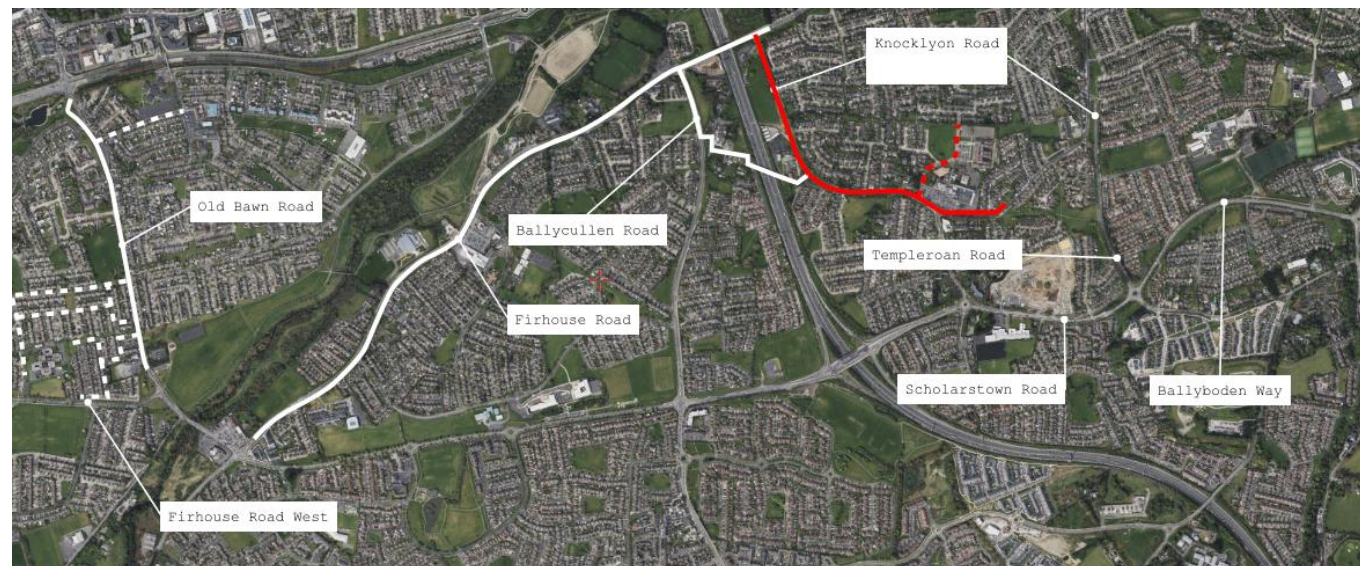 Knocklyon Road
Old Bawn Road
Ballycullen Road
Templeroan Road
Firhouse Road
Scholarstown Road
Ballyboden Way
Firhouse Road West